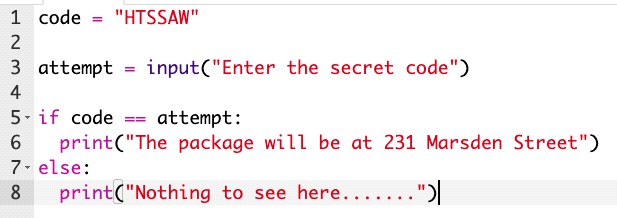 1 code = "HTSSAW"
2
3 attempt = input("Enter the secret code")
4
5 if code == attempt:
6   print("The package will be at 231 Marsden Street")
7 else:
8   print("Nothing to see here.......")